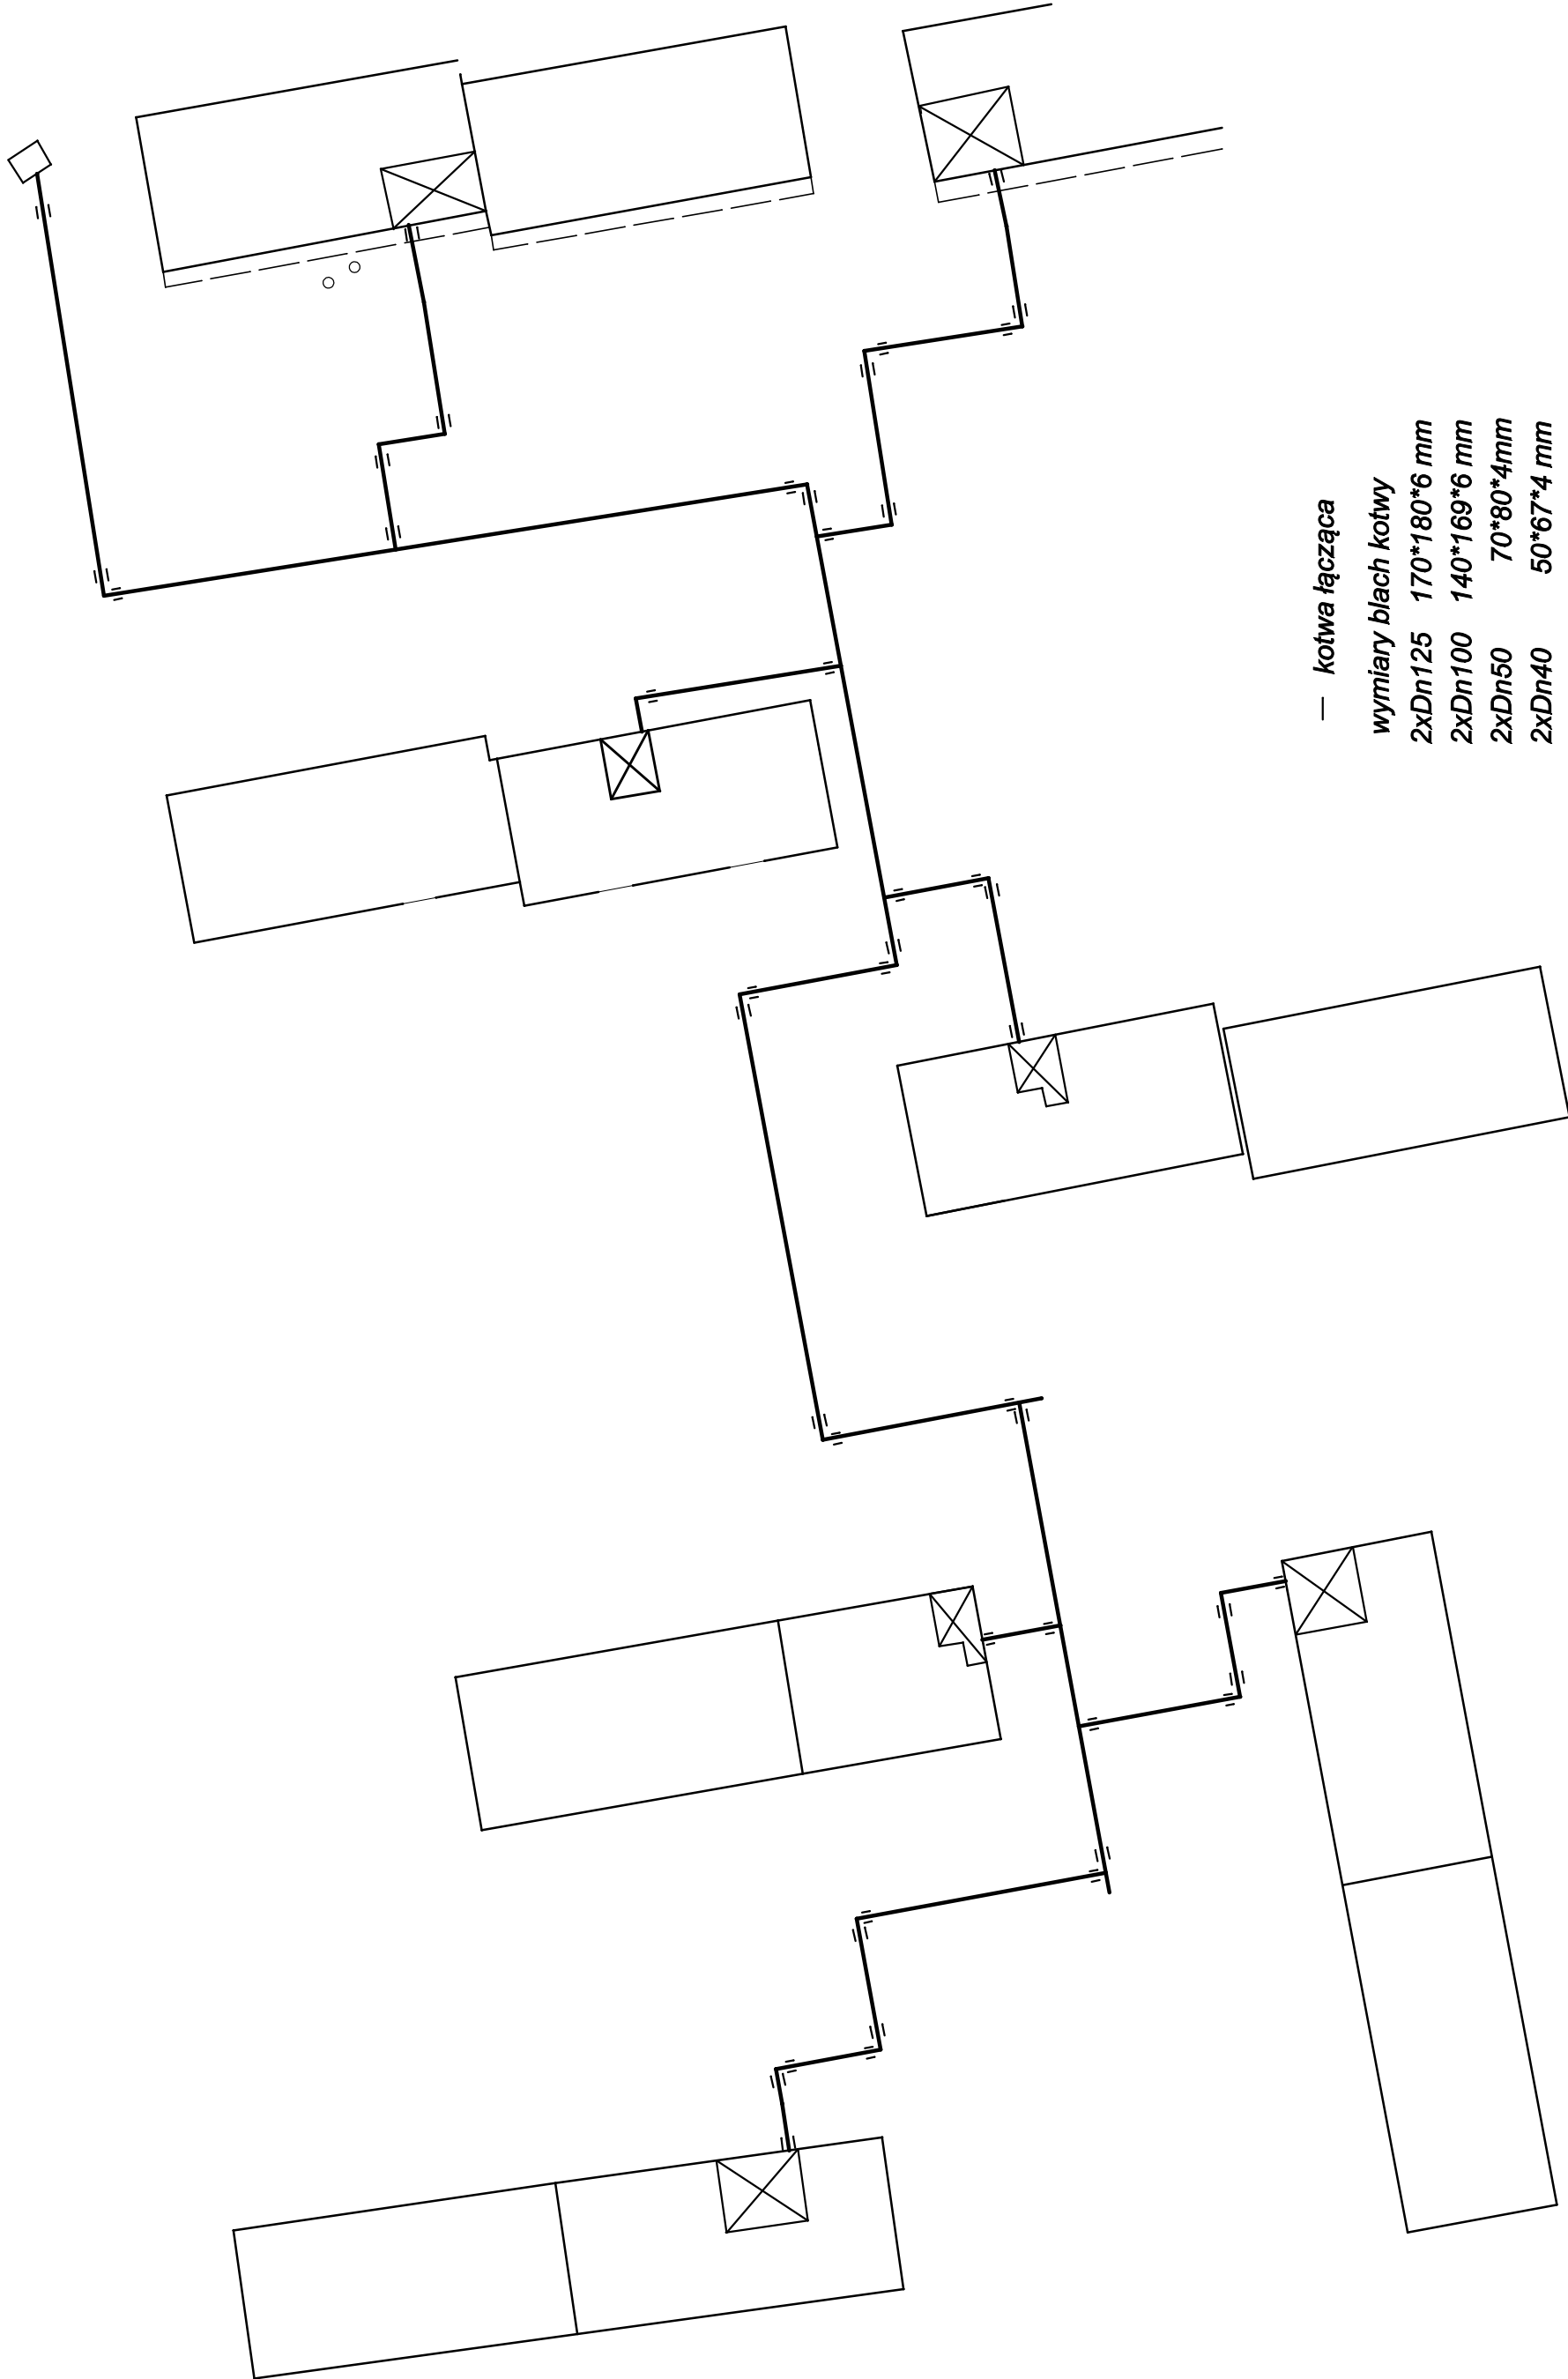 — kotwa łącząca
wymiary blach kotwy
2xDn125 170*180*6 mm
2xDn100 140*169*6 mm
2xDn50 70*80*4mm
2xDn40 50*67*4 mm